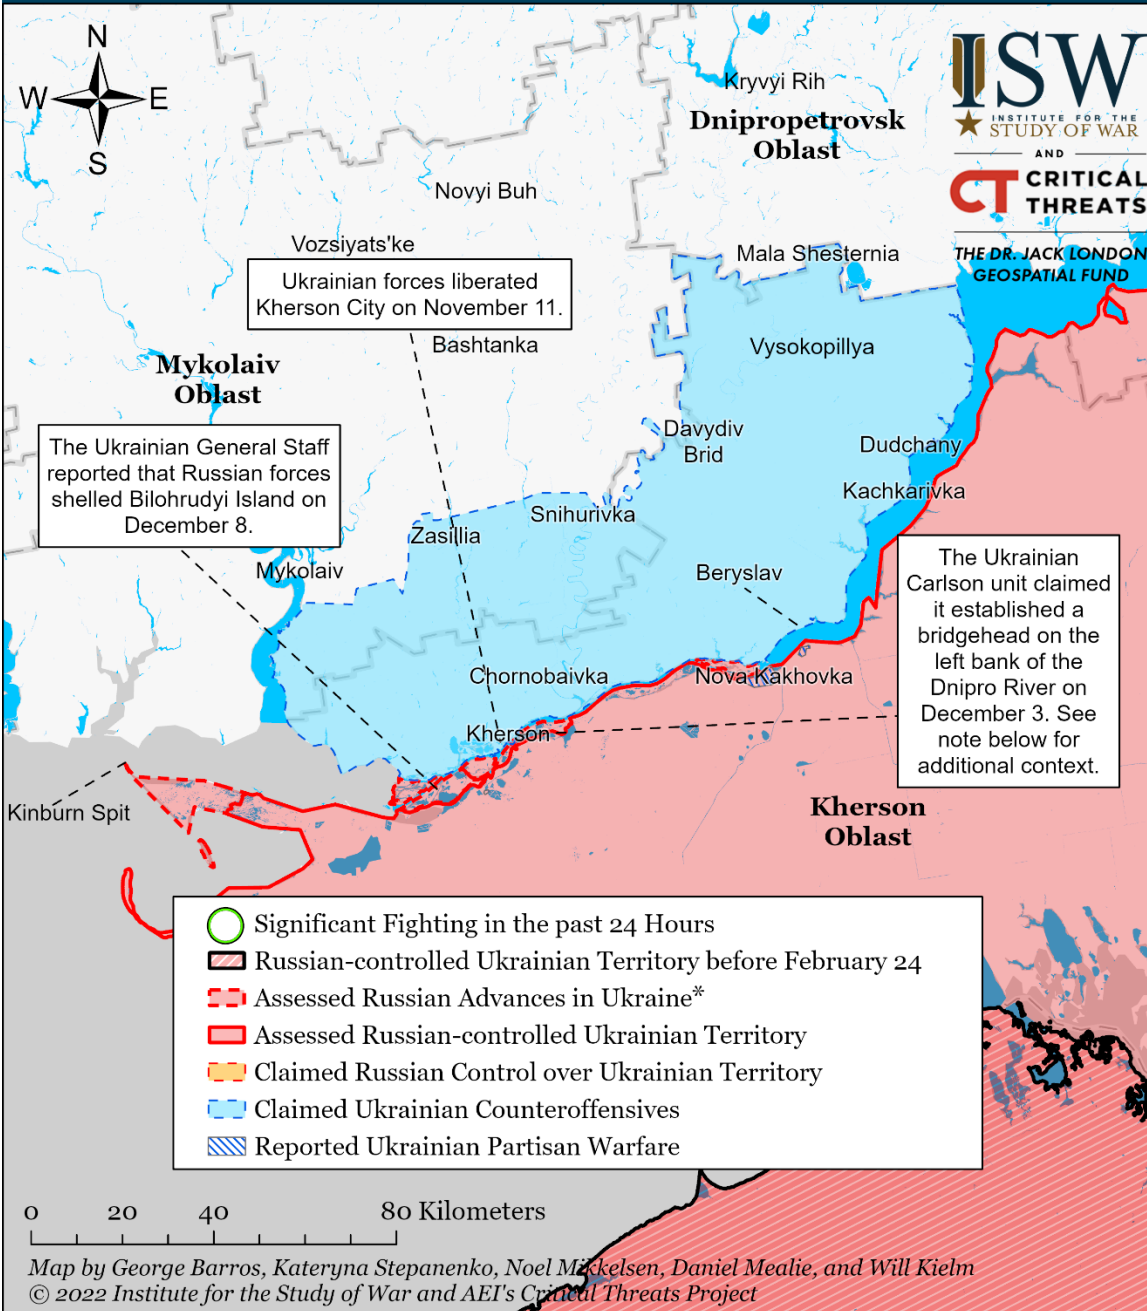 N
W
E
S
ISW
INSTITUTE FOR THE
STUDY OF WAR
AND
CT CRITICAL
THREATS
THE DR. JACK LONDON
GEOSPATIAL FUND
Kryvyi Rih
Dnipropetrovsk
Oblast
Novyi Buh
Vozsiyats'ke
Mala Shesternia
Ukrainian forces liberated
Kherson City on November 11.
Bashtanka
Vysokopillya
Mykolaiv
Oblast
The Ukrainian General Staff
reported that Russian forces
shelled Bilohrudyi Island on
December 8.
Davydiv
Brid
Dudchany
Kachkarivka
Snihurivka
Zasillia
Mykolaiv
Beryslav
The Ukrainian
Carlson unit claimed
it established a
bridgehead on the
left bank of the
Dnipro River on
December 3. See
note below for
additional context.
Chornobaivka
Nova Kakhovka
Kherson
Kinburn Spit
Kherson
Oblast
Significant Fighting in the past 24 Hours
Russian-controlled Ukrainian Territory before February 24
Assessed Russian Advances in Ukraine*
Assessed Russian-controlled Ukrainian Territory
Claimed Russian Control over Ukrainian Territory
Claimed Ukrainian Counteroffensives
Reported Ukrainian Partisan Warfare
0 20 40 80 Kilometers
Map by George Barros, Kateryna Stepanenko, Noel Mikkelsen, Daniel Mealie, and Will Kielm
© 2022 Institute for the Study of War and AEI's Critical Threats Project